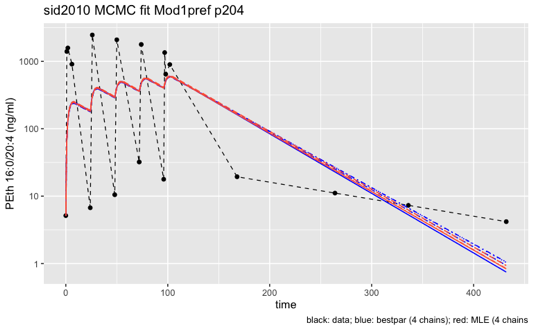 sid2010 MCMC fit Mod1pref p204
PEth 16:0/20:4 (ng/ml)
1000
100
10
1
0
100
200
300
400
time
black: data; blue: bestpar (4 chains); red: MLE (4 chains